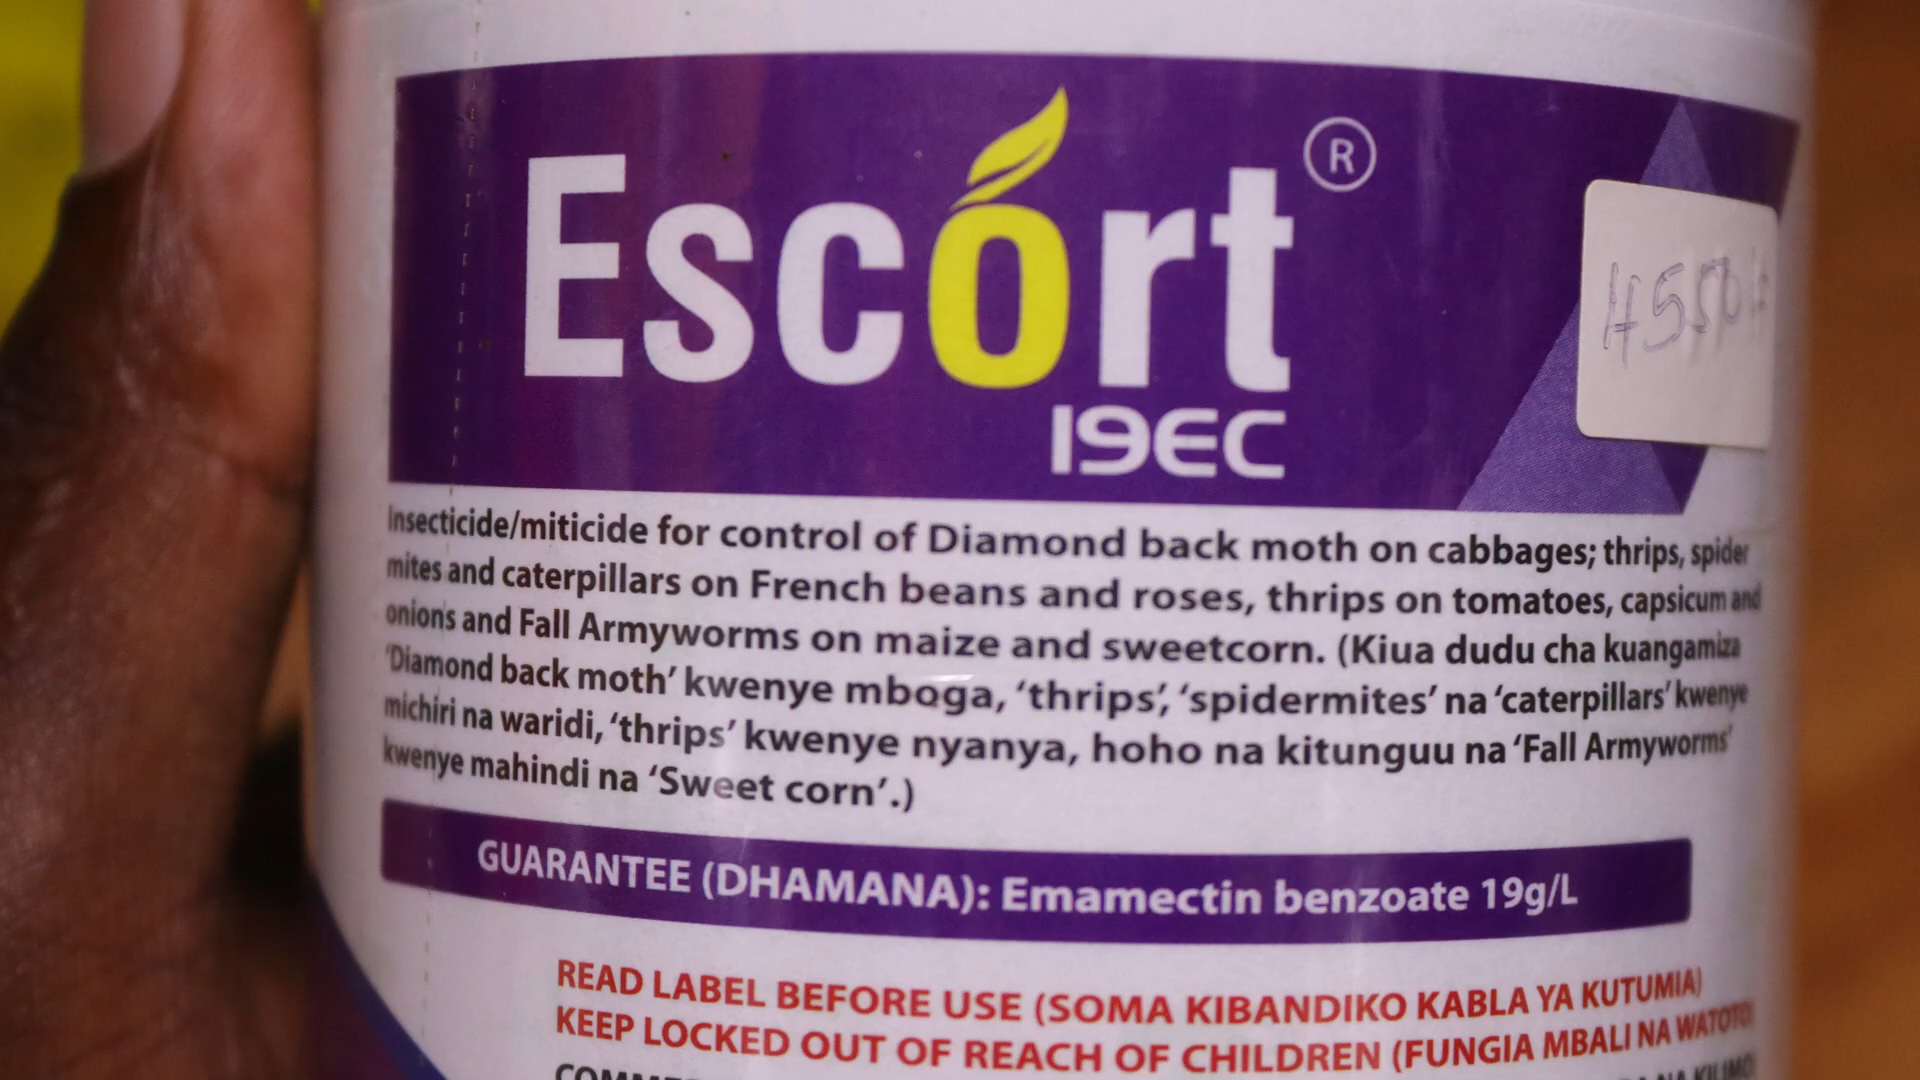 Escort®
19EC
Insecticide/miticide for control of Diamond back moth on cabbages; thrips, spider
mites and caterpillars on French beans and roses, thrips on tomatoes, capsicum and
onions and Fall Armyworms on maize and sweetcorn. (Kiua dudu cha kuangamiza
'Diamond back moth' kwenye mboga, 'thrips', 'spidermites' na 'caterpillars' kwenye
michiri na waridi, 'thrips' kwenye nyanya, hoho na kitunguu na 'Fall Armyworms'
kwenye mahindi na 'Sweet corn'.)
GUARANTEE (DHAMANA): Emamectin benzoate 19g/L
READ LABEL BEFORE USE (SOMA KIBANDIKO KABLA YA KUTUMIA)
KEEP LOCKED OUT OF REACH OF CHILDREN (FUNGIA MBALI NA WATOTO